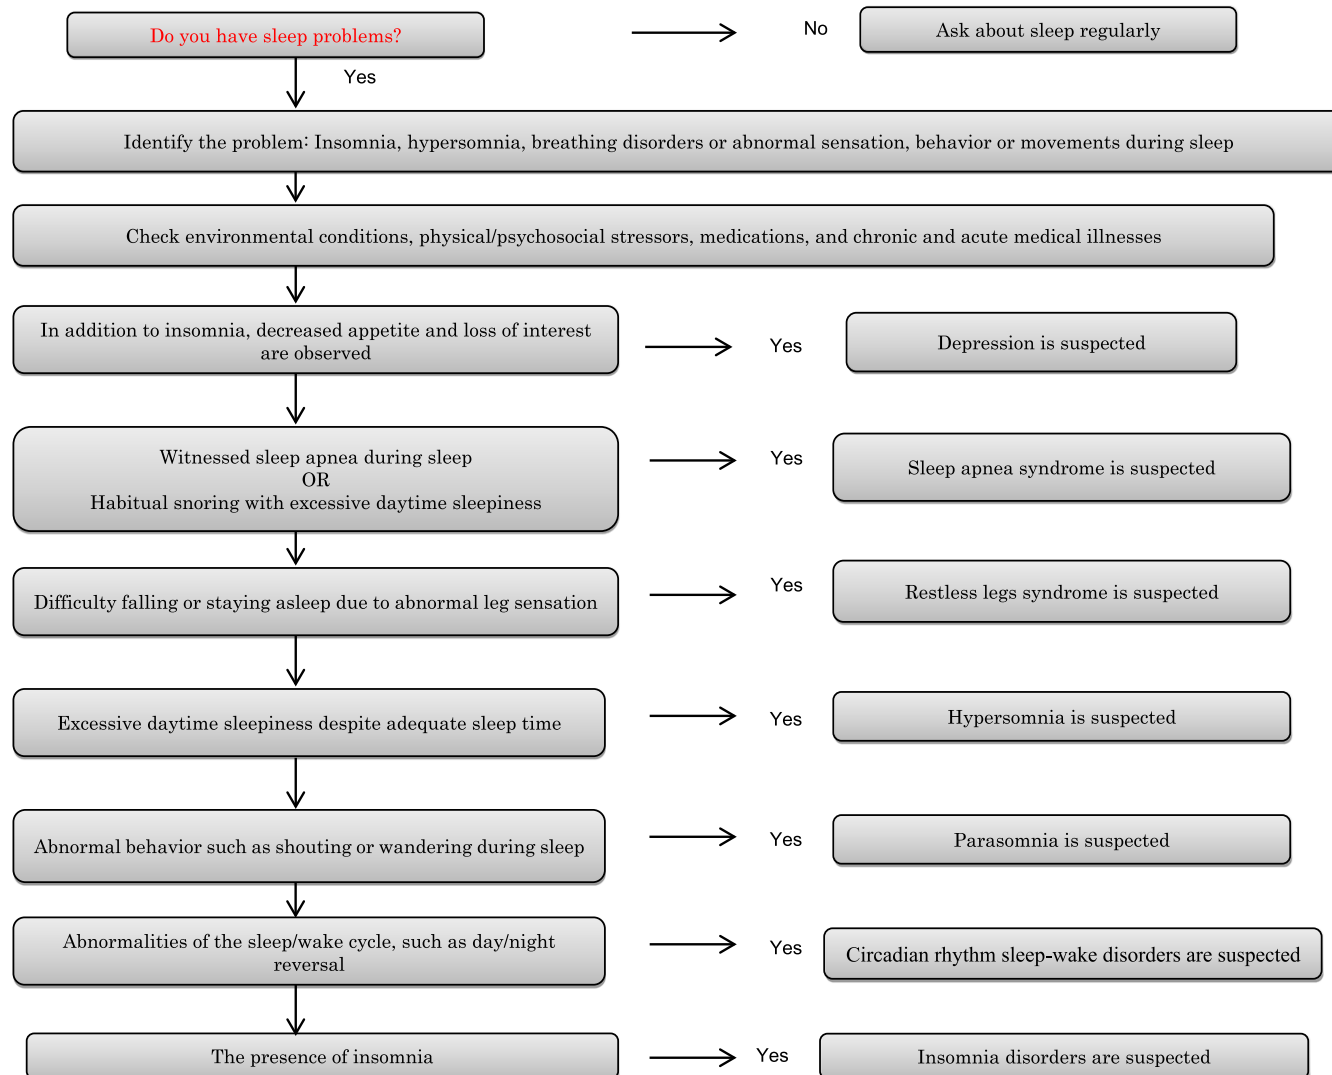 Do you have sleep problems?
No
Ask about sleep regularly
Yes
Identify the problem: Insomnia, hypersomnia, breathing disorders or abnormal sensation, behavior or movements during sleep
Check environmental conditions, physical/psychosocial stressors, medications, and chronic and acute medical illnesses
In addition to insomnia, decreased appetite and loss of interest
are observed
Yes
Depression is suspected
Witnessed sleep apnea during sleep
OR
Habitual snoring with excessive daytime sleepiness
Yes
Sleep apnea syndrome is suspected
Difficulty falling or staying asleep due to abnormal leg sensation
Yes
Restless legs syndrome is suspected
Excessive daytime sleepiness despite adequate sleep time
Yes
Hypersomnia is suspected
Abnormal behavior such as shouting or wandering during sleep
Yes
Parasomnia is suspected
Abnormalities of the sleep/wake cycle, such as day/night
reversal
Yes
Circadian rhythm sleep-wake disorders are suspected
The presence of insomnia
Yes
Insomnia disorders are suspected